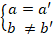 a = a'
b ≠ b'